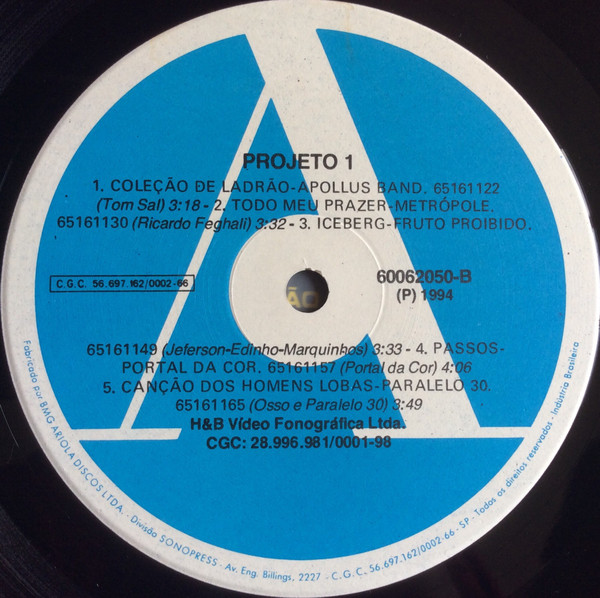 PROJETO 1
1. COLEÇÃO DE LADRÃO-APOLLUS BAND. 65161122
(Tom Sal) 3:18 - 2. TODO MEU PRAZER-METRÓPOLE.
65161130 (Ricardo Feghali) 3:32 - 3. ICEBERG-FRUTO PROIBIDO.
C.G.C. 56.697.162/0002-66
60062050-B
(P) 1994
ÃO
65161149 (Jeferson-Edinho-Marquinhos) 3:33 - 4. PASSOS-
PORTAL DA COR. 65161157 (Portal da Cor) 4:06
5. CANÇÃO DOS HOMENS LOBAS-PARALELO 30.
65161165 (Osso e Paralelo 30) 3:49
H&B Vídeo Fonográfica Ltda.
CGC: 28.996.981/0001-98
Fabricado Por BMG ARIOLA DISCOS LTDA. - Divisão SONOPRESS - Av. Eng. Billings, 2227 - C.G.C. 56.697.162/0002-66 - SP - Todos os direitos reservados - Indústria Brasileira